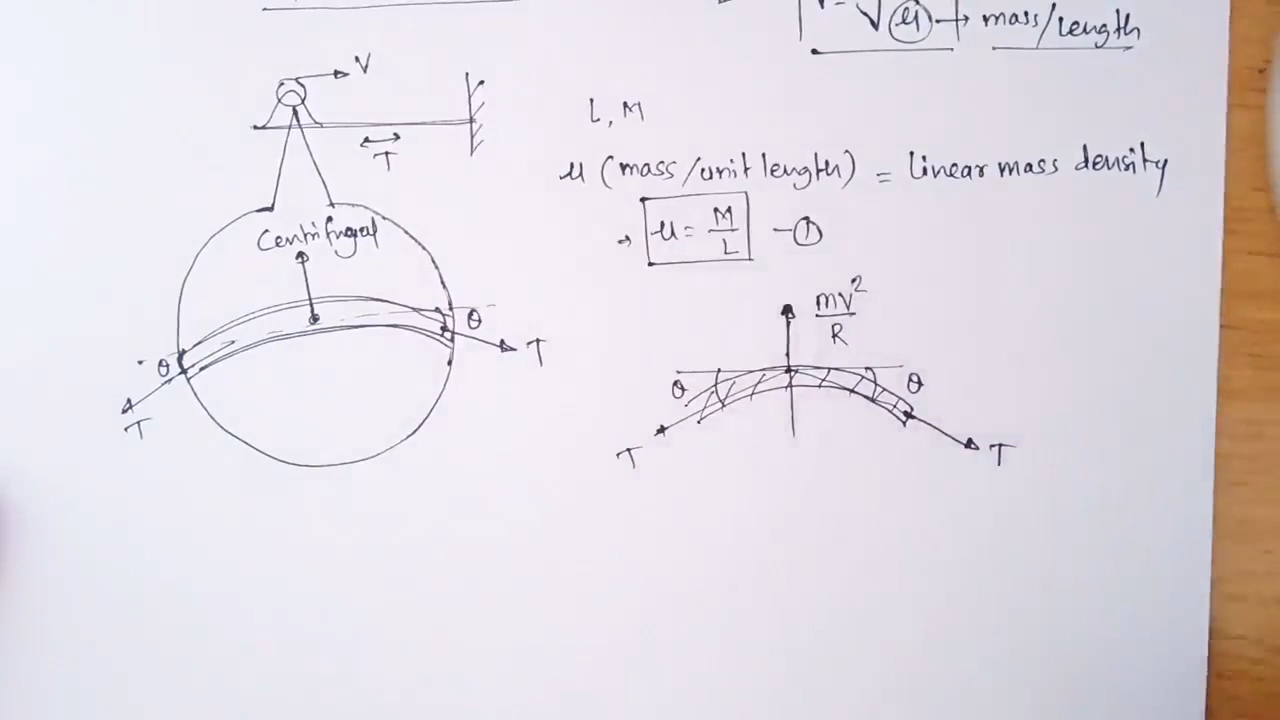 V = √ μ → mass/length
V
T
L, M
μ (mass/unit length) = linear mass density
→ μ = M/L - ①
Centrifugal
θ
θ
T
T
mv²/R
θ
θ
T
T